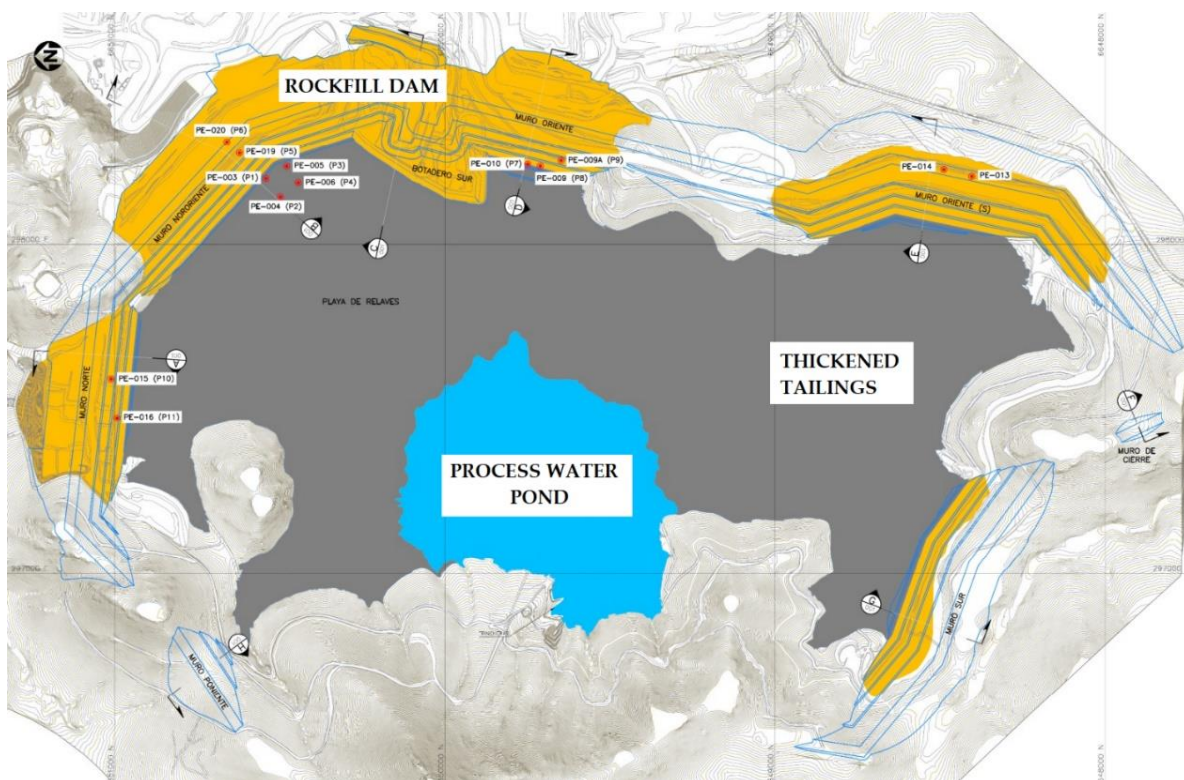 N
6648000 N
ROCKFILL DAM
PE-020 (P6)
PE-019 (P5)
PE-005 (P3)
PE-003 (P1)
PE-006 (P4)
PE-004 (P2)
MURO NORORIENTE
BOTADERO SUR
MURO ORIENTE
PE-010 (P7)
PE-009A (P9)
PE-009 (P8)
PE-014
PE-013
MURO ORIENTE (S)
B
C
D
E
PLAYA DE RELAVES
A
MURO NORTE
PE-015 (P10)
PE-016 (P11)
THICKENED
TAILINGS
F
MURO DE
CIERRE
PROCESS WATER
POND
G
MURO SUR
H
MURO PONIENTE
6648000 N